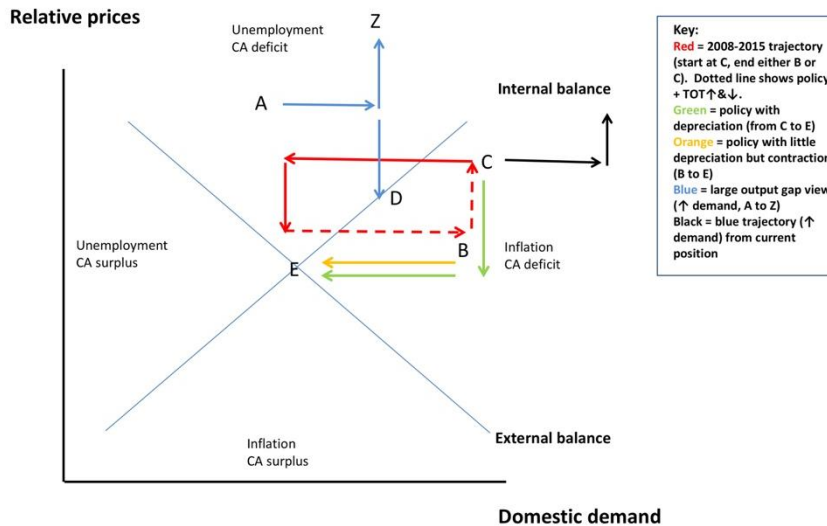 Relative prices
Unemployment
CA deficit
Z
Key:
Red = 2008-2015 trajectory
(start at C, end either B or
C). Dotted line shows policy
+ TOT↑&↓.
Green = policy with
depreciation (from C to E)
Orange = policy with little
depreciation but contraction
(B to E)
Blue = large output gap view
(↑ demand, A to Z)
Black = blue trajectory (↑
demand) from current
position
Internal balance
A
C
D
Unemployment
CA surplus
B
Inflation
CA deficit
E
Inflation
CA surplus
External balance
Domestic demand